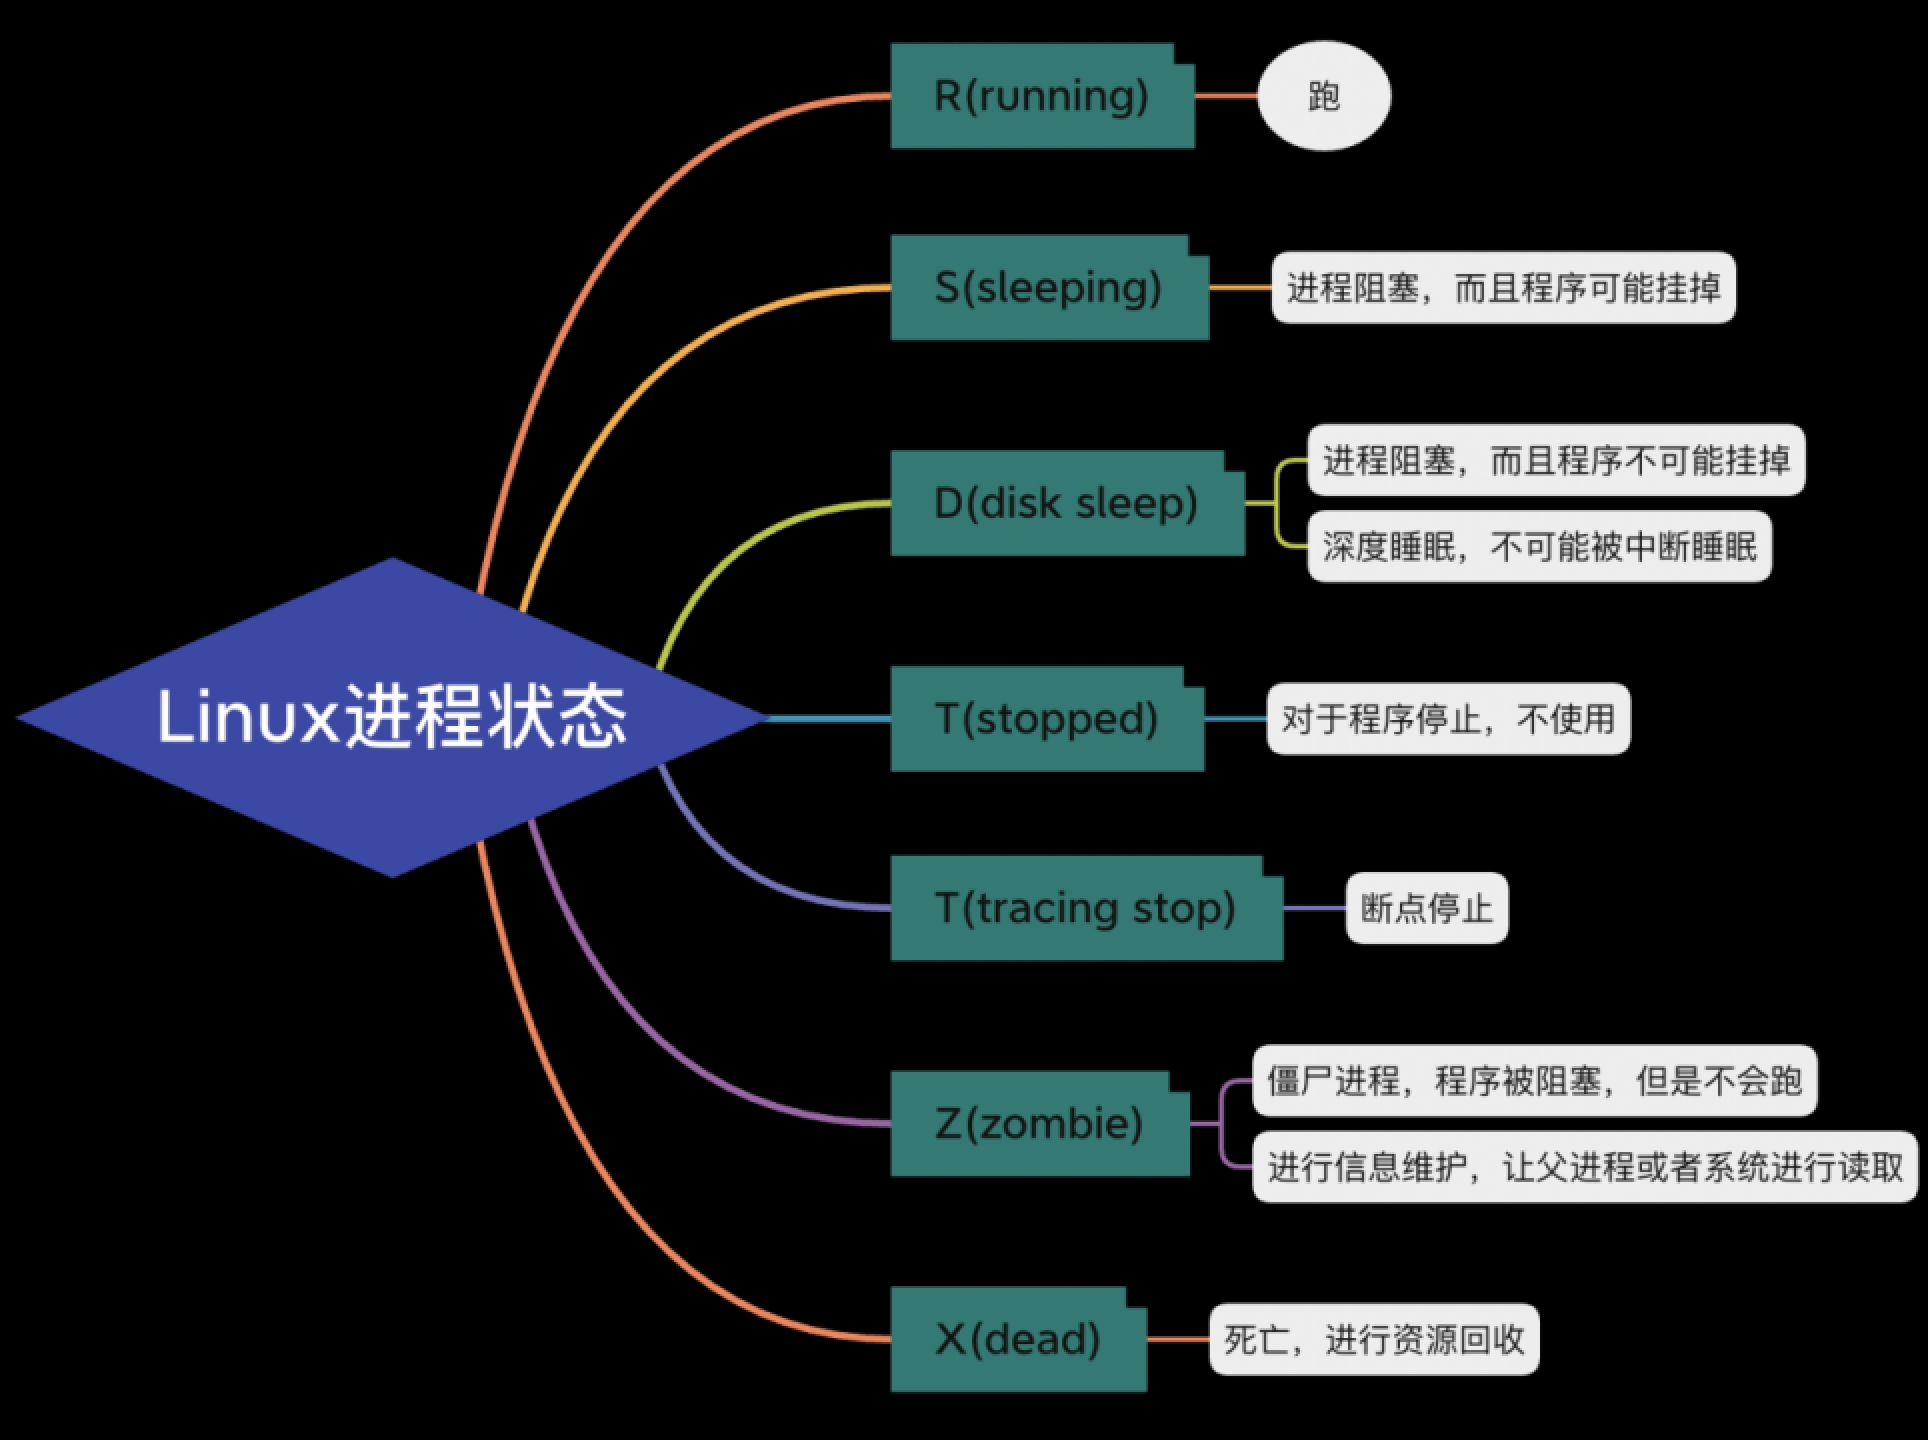 R(running)
跑
S(sleeping)
进程阻塞，而且程序可能挂掉
D(disk sleep)
进程阻塞，而且程序不可能挂掉
深度睡眠，不可能被中断睡眠
Linux进程状态
T(stopped)
对于程序停止，不使用
T(tracing stop)
断点停止
Z(zombie)
僵尸进程，程序被阻塞，但是不会跑
进行信息维护，让父进程或者系统进行读取
X(dead)
死亡，进行资源回收